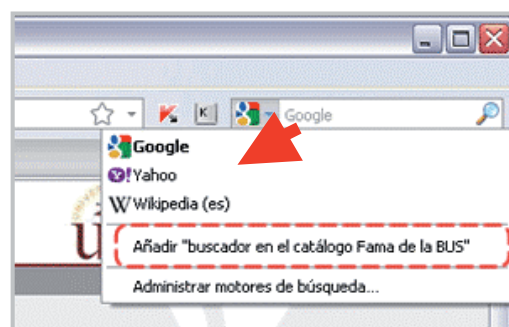 Google
Google
Yahoo
Wikipedia (es)
Añadir "buscador en el catálogo Fama de la BUS"
Administrar motores de búsqueda...